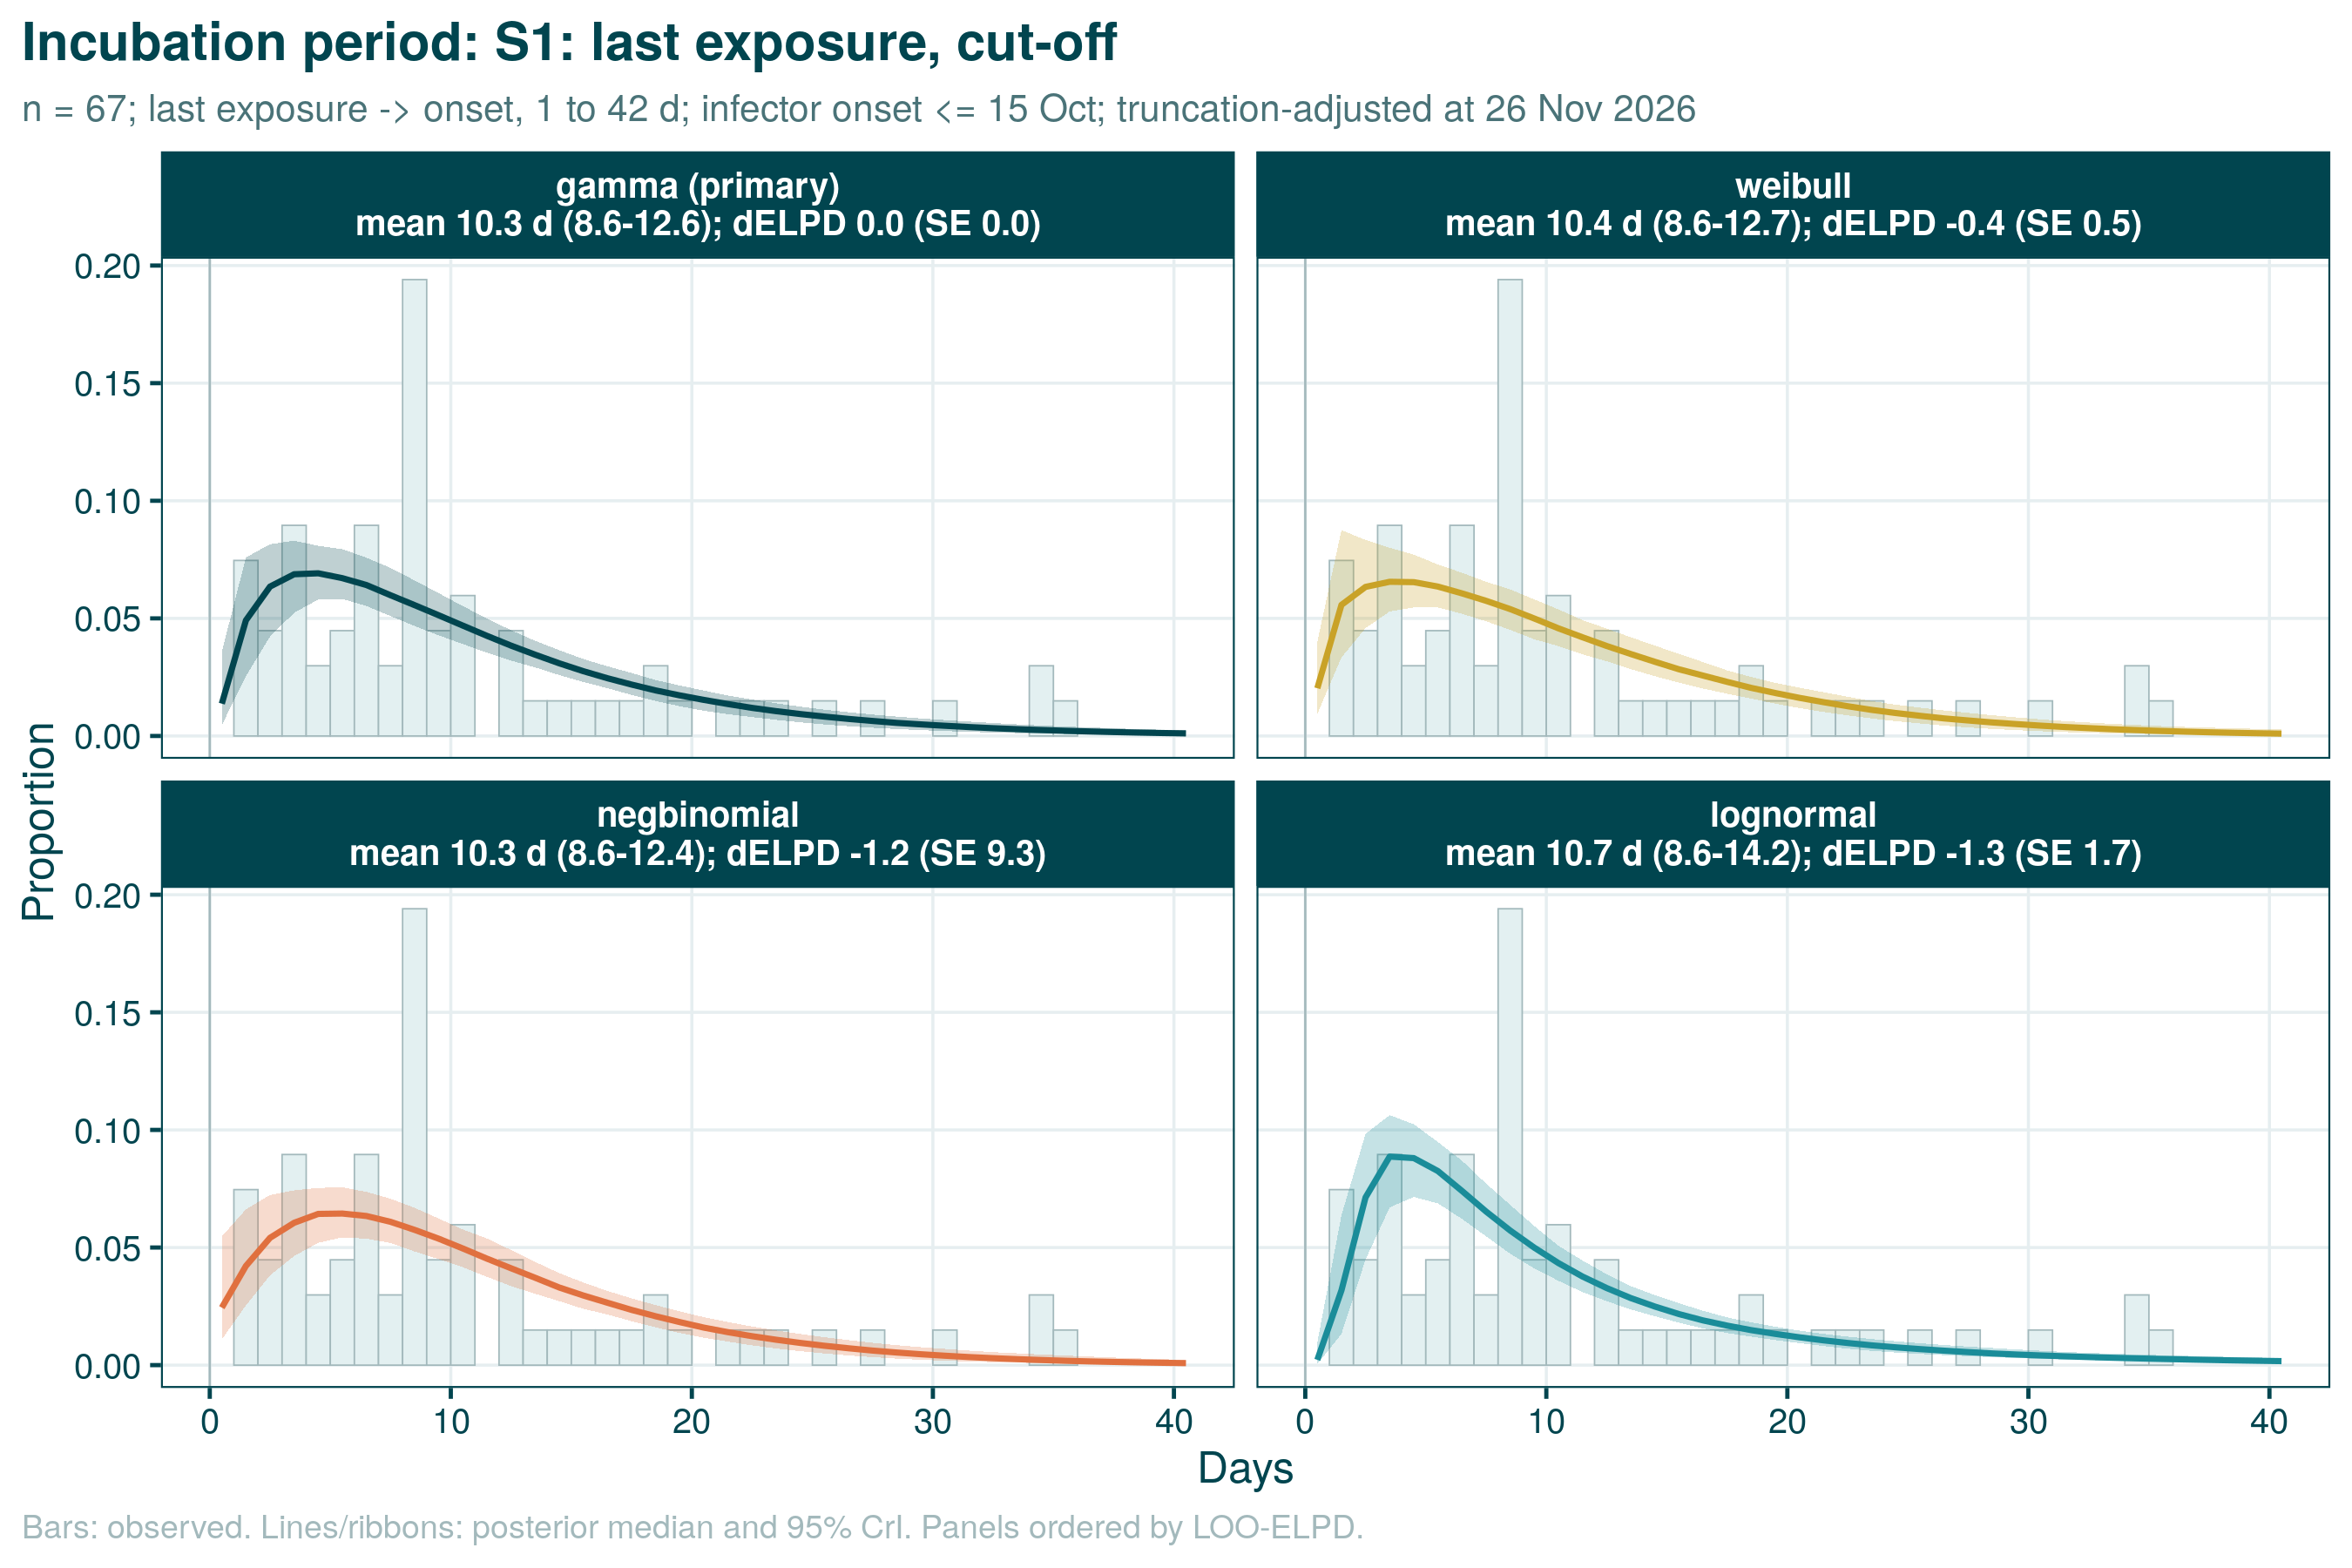 Incubation period: S1: last exposure, cut-off
n = 67; last exposure -> onset, 1 to 42 d; infector onset <= 15 Oct; truncation-adjusted at 26 Nov 2026
gamma (primary)
mean 10.3 d (8.6-12.6); dELPD 0.0 (SE 0.0)
weibull
mean 10.4 d (8.6-12.7); dELPD -0.4 (SE 0.5)
0.20
0.15
0.10
0.05
0.00
Proportion
negbinomial
mean 10.3 d (8.6-12.4); dELPD -1.2 (SE 9.3)
lognormal
mean 10.7 d (8.6-14.2); dELPD -1.3 (SE 1.7)
0.20
0.15
0.10
0.05
0.00
0 10 20 30 40
0 10 20 30 40
Days
Bars: observed. Lines/ribbons: posterior median and 95% CrI. Panels ordered by LOO-ELPD.